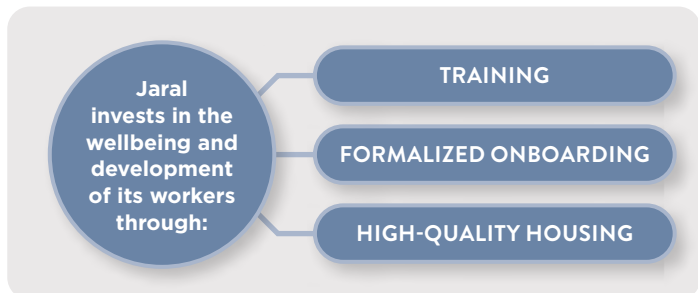 Jaral
invests in the
wellbeing and
development
of its workers
through:
TRAINING
FORMALIZED ONBOARDING
HIGH-QUALITY HOUSING